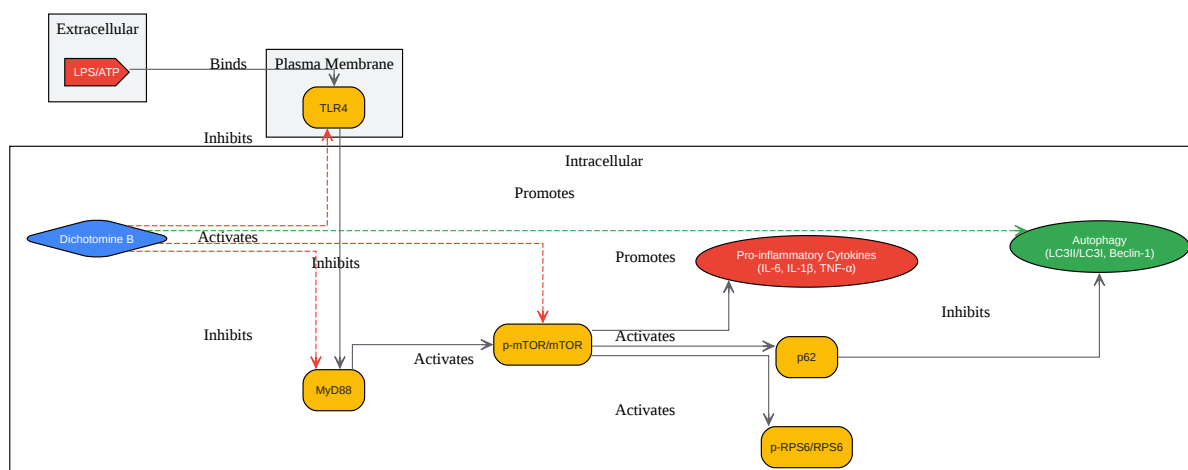 Extracellular
LPS/ATP
Binds
Plasma Membrane
TLR4
Inhibits
Intracellular
Promotes
Dichotomine B
Activates
Inhibits
Promotes
Pro-inflammatory Cytokines
(IL-6, IL-1β, TNF-α)
Autophagy
(LC3II/LC3I, Beclin-1)
Inhibits
Inhibits
p-mTOR/mTOR
Activates
Activates
p62
MyD88
Activates
p-RPS6/RPS6